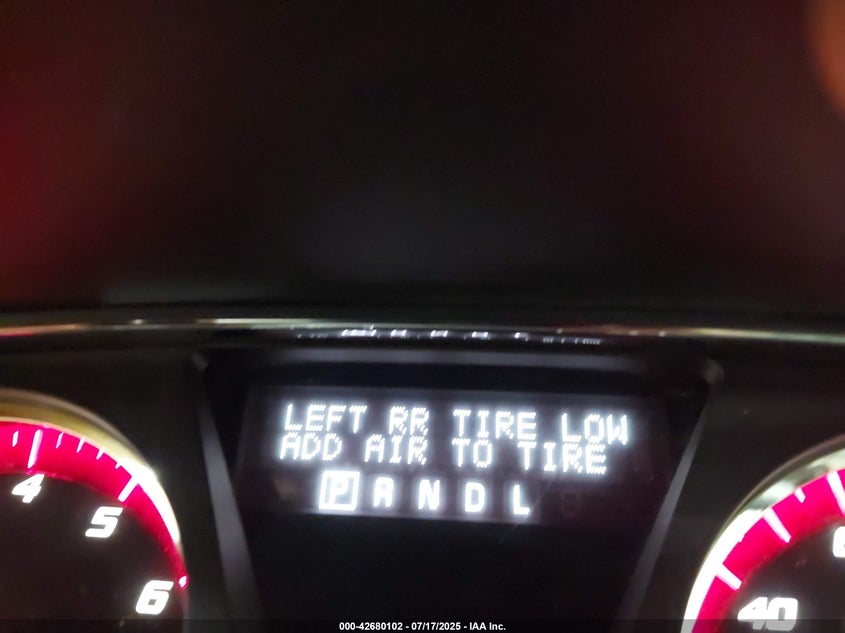 LEFT RR TIRE LOW
ADD AIR TO TIRE
P R N D L
4
5
6
40
000-42680102 - 07/17/2025 - IAA Inc.